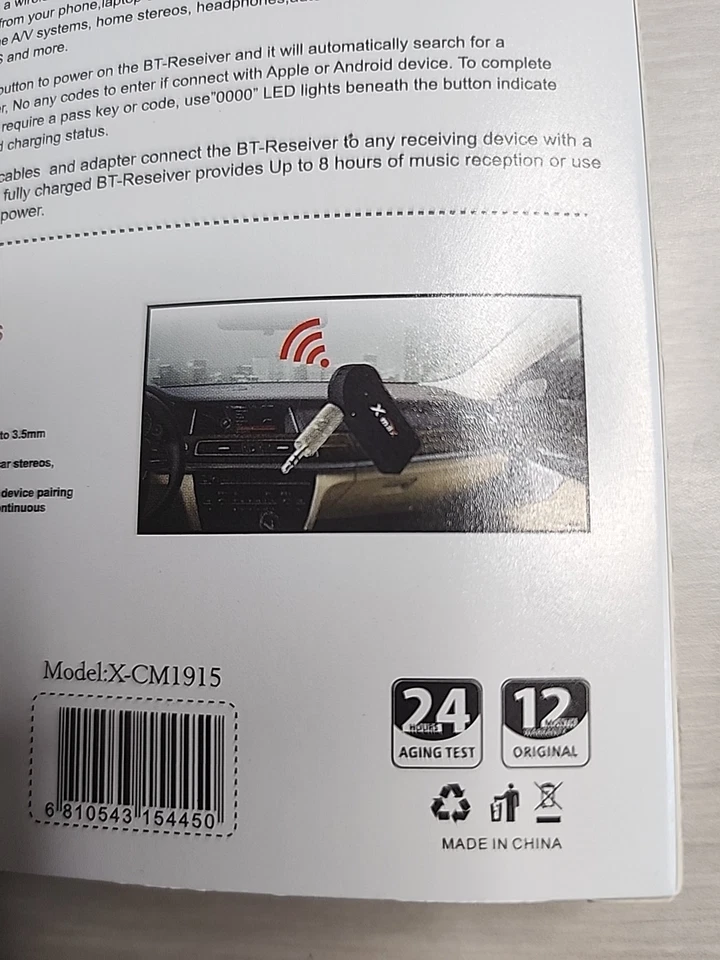 from your phone,laptop
e A/V systems, home stereos, headphones,
S and more.
button to power on the BT-Reseiver and it will automatically search for a
r, No any codes to enter if connect with Apple or Android device. To complete
require a pass key or code, use"0000" LED lights beneath the button indicate
d charging status.
cables and adapter connect the BT-Reseiver to any receiving device with a
fully charged BT-Reseiver provides Up to 8 hours of music reception or use
power.
S
X-max
to 3.5mm
ar stereos,
device pairing
ntinuous
Model:X-CM1915
6 810543 154450
24
HOURS
AGING TEST
12
MONTHS
WARRANTY
ORIGINAL
MADE IN CHINA